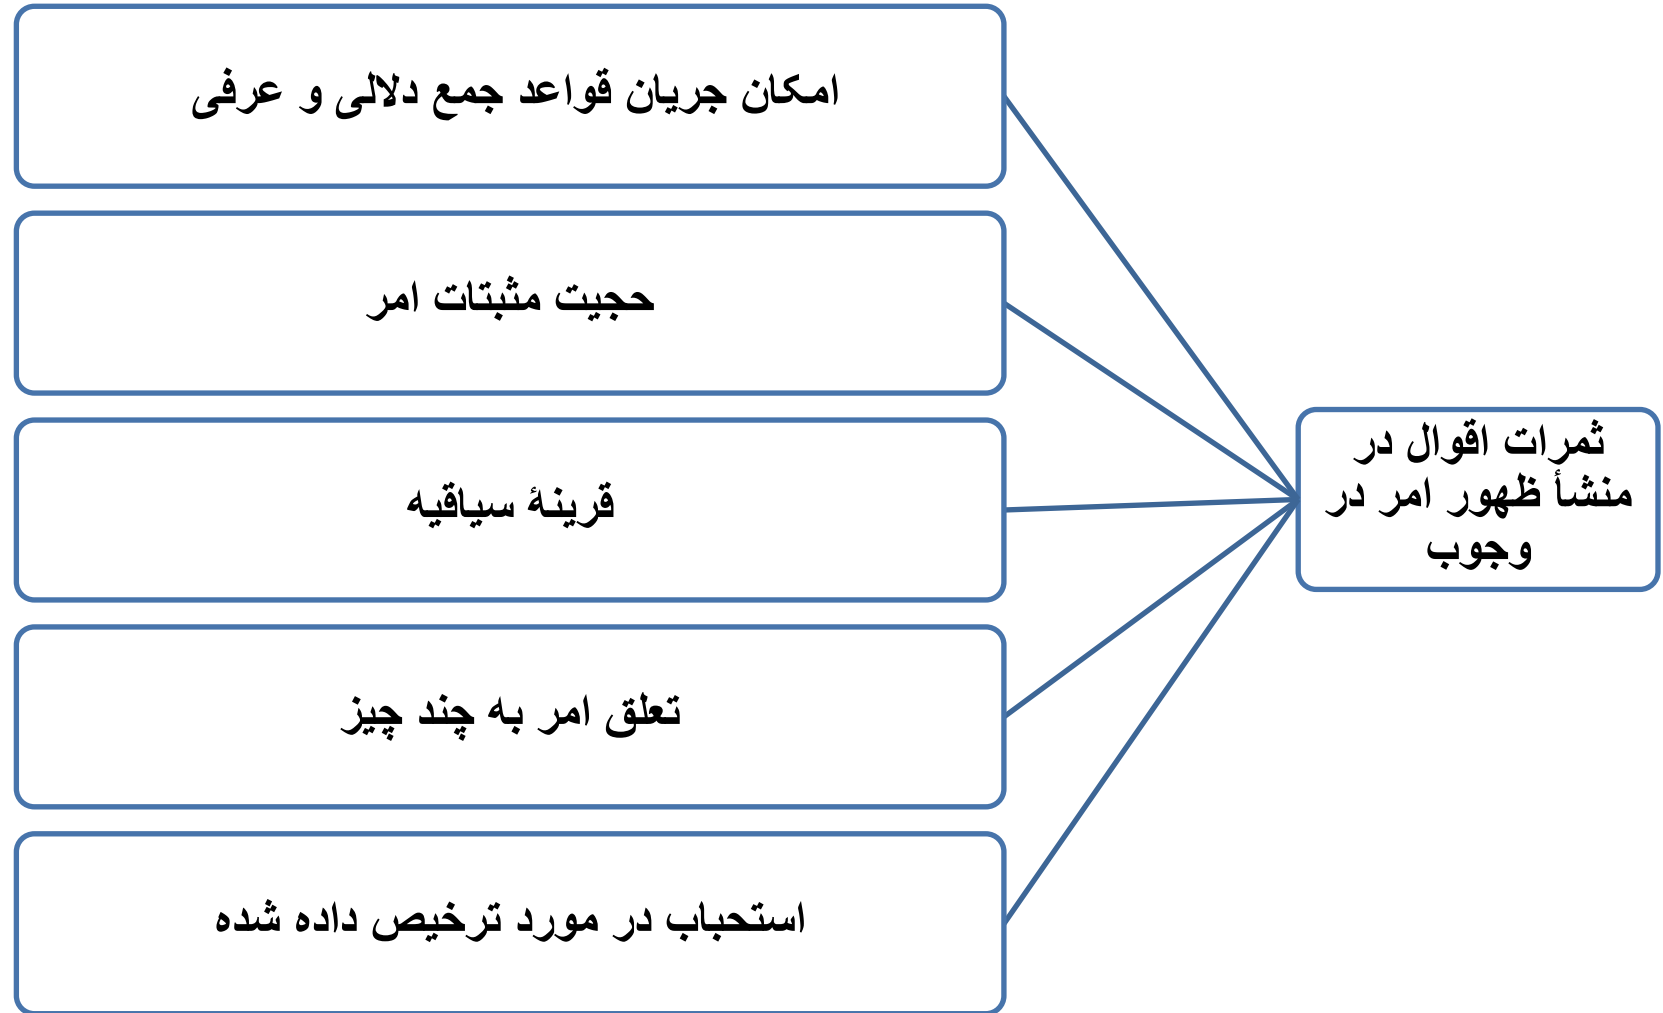 ثمرات اقوال در
منشأ ظهور امر در
وجوب
امکان جریان قواعد جمع دلالی و عرفی
حجیت مثبتات امر
قرینهٔ سیاقیه
تعلق امر به چند چیز
استحباب در مورد ترخیص داده شده